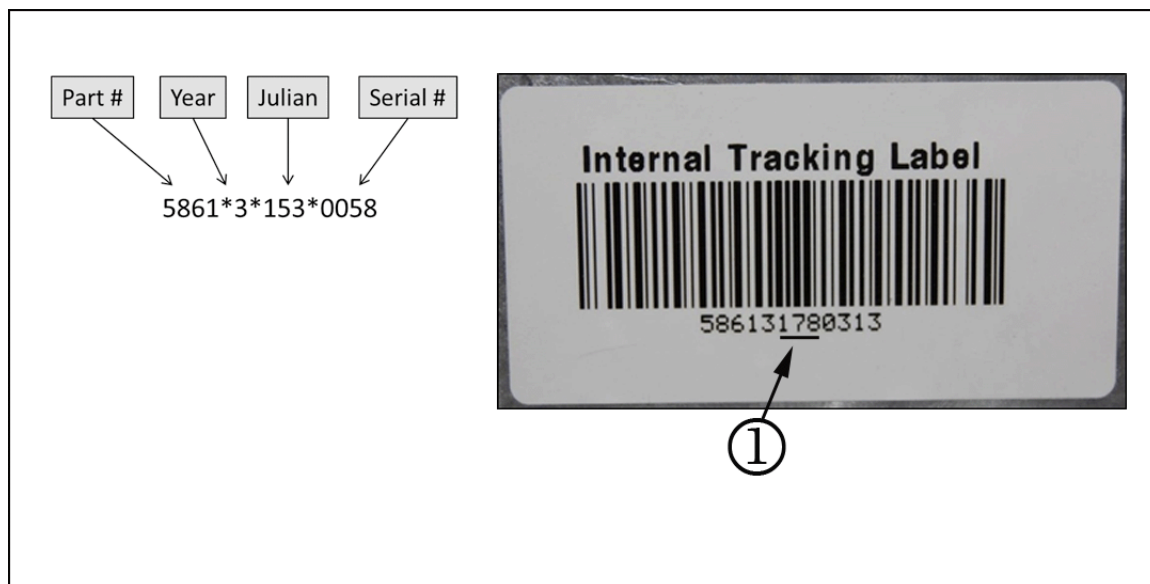 Part # Year Julian Serial #
5861*3*153*0058
Internal Tracking Label
586131780313
1